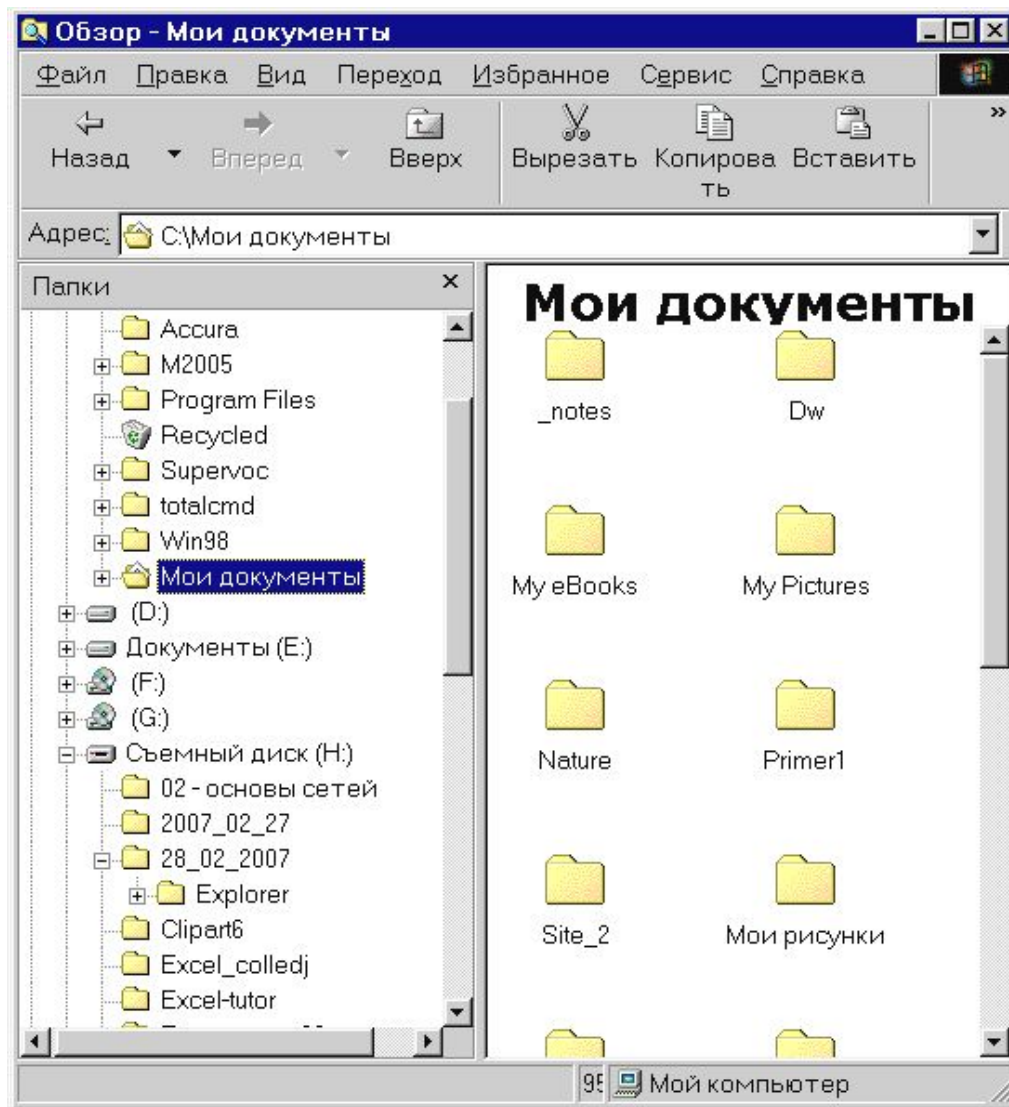 Обзор - Мои документы
Файл Правка Вид Переход Избранное Сервис Справка
Назад Вперед Вверх Вырезать Копирова Вставить
ть
Адрес: C:\Мои документы
Папки
Accura
M2005
Program Files
Recycled
Supervoc
totalcmd
Win98
Мои документы
(D:)
Документы (E:)
(F:)
(G:)
Съемный диск (H:)
02 - основы сетей
2007_02_27
28_02_2007
Explorer
Clipart6
Excel_colledj
Excel-tutor
Мои документы
_notes Dw
My eBooks My Pictures
Nature Primer1
Site_2 Мои рисунки
Мой компьютер